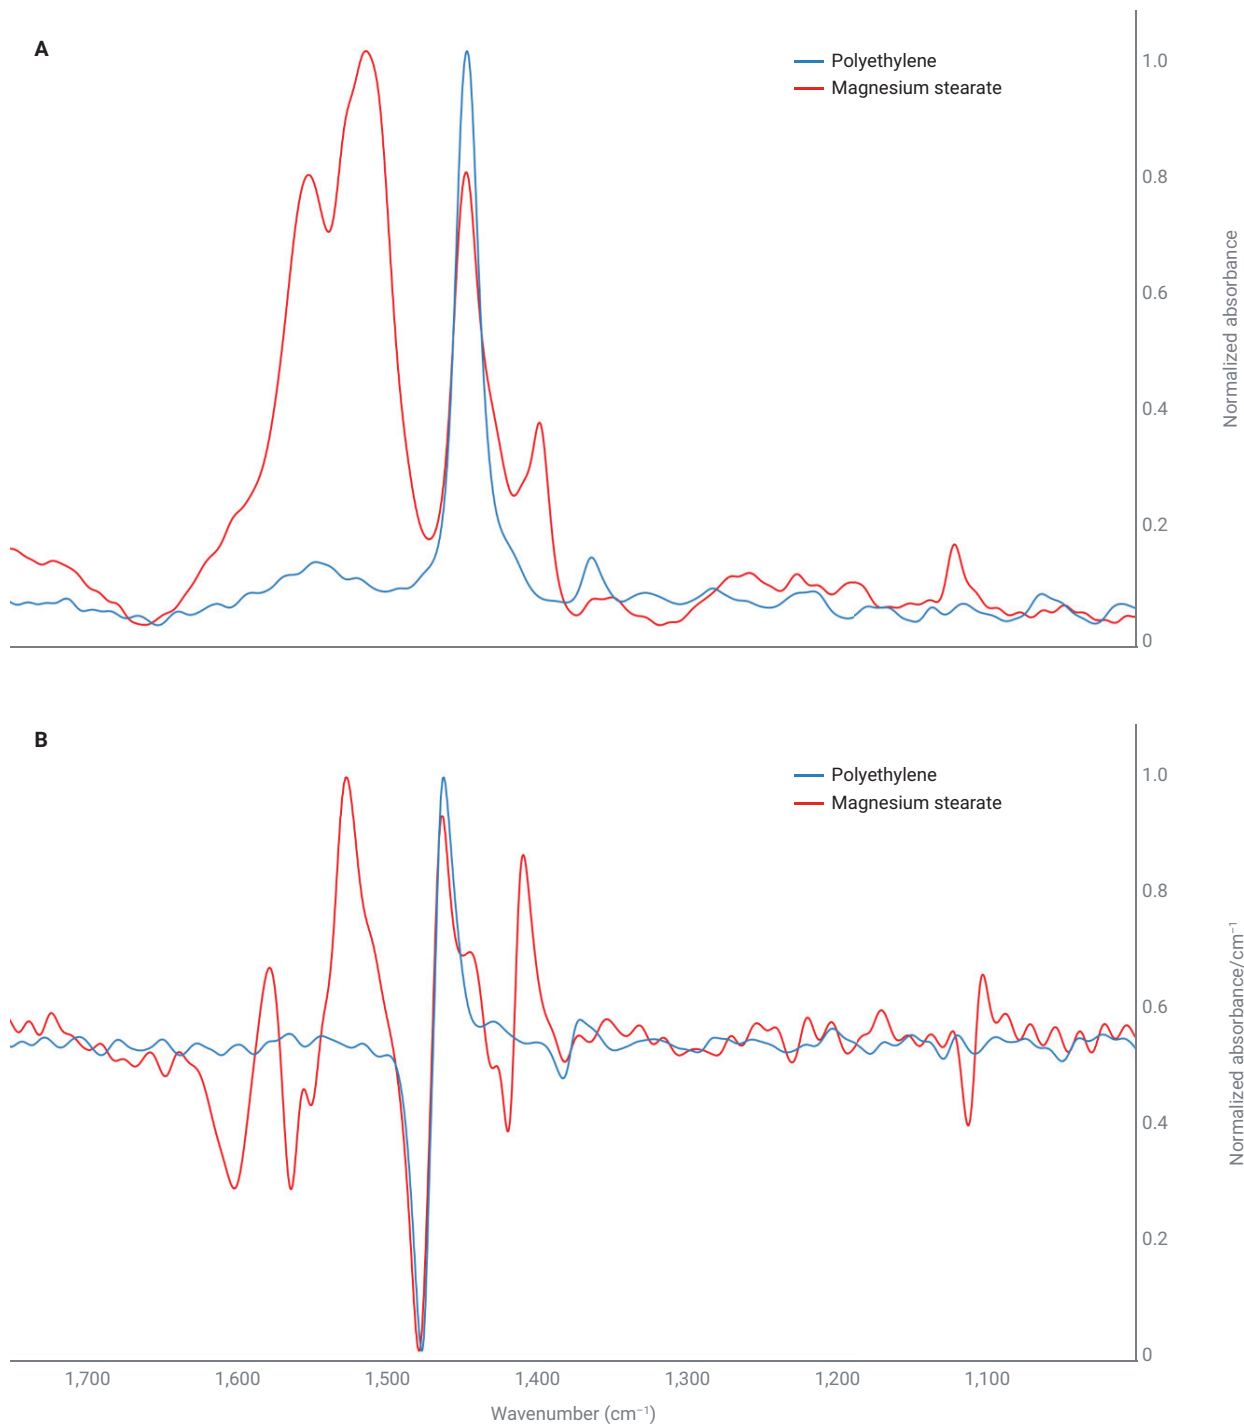 A
Polyethylene
Magnesium stearate
1.0
0.8
0.6
0.4
0.2
0
Normalized absorbance
B
Polyethylene
Magnesium stearate
1.0
0.8
0.6
0.4
0.2
0
Normalized absorbance/cm⁻¹
1,700 1,600 1,500 1,400 1,300 1,200 1,100
Wavenumber (cm⁻¹)